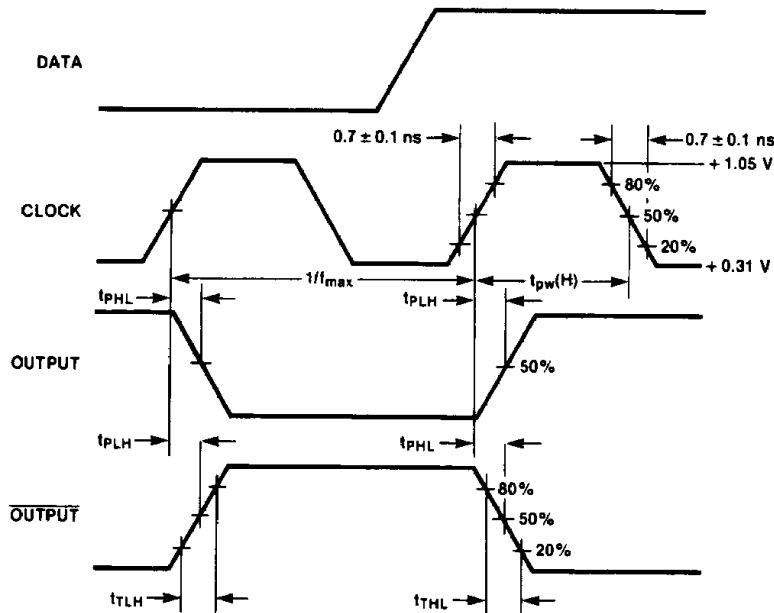 DATA
0.7 ± 0.1 ns
0.7 ± 0.1 ns
+ 1.05 V
CLOCK
80%
50%
20%
+ 0.31 V
1/fmax
tpw(H)
tPHL
tPLH
OUTPUT
50%
tPLH
tPHL
OUTPUT
80%
50%
20%
tTLH
tTHL